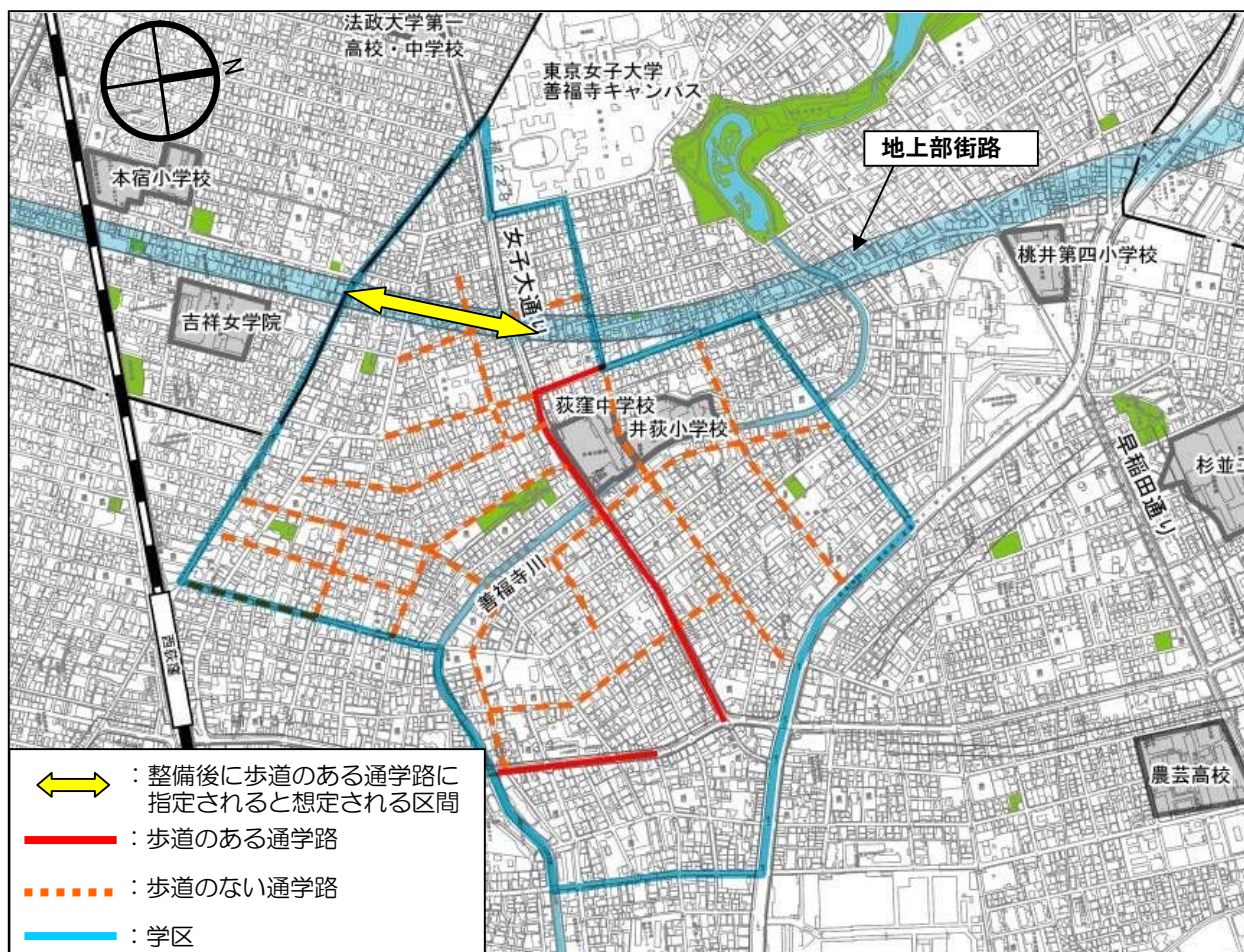 法政大学第一
高校・中学校
N
東京女子大学
善福寺キャンパス
地上部街路
本宿小学校
桃井第四小学校
女子大通り
吉祥女学院
荻窪中学校
井荻小学校
早稲田通り
杉並工
善福寺川
西荻窪
農芸高校
：整備後に歩道のある通学路に
指定されると想定される区間
：歩道のある通学路
：歩道のない通学路
：学区